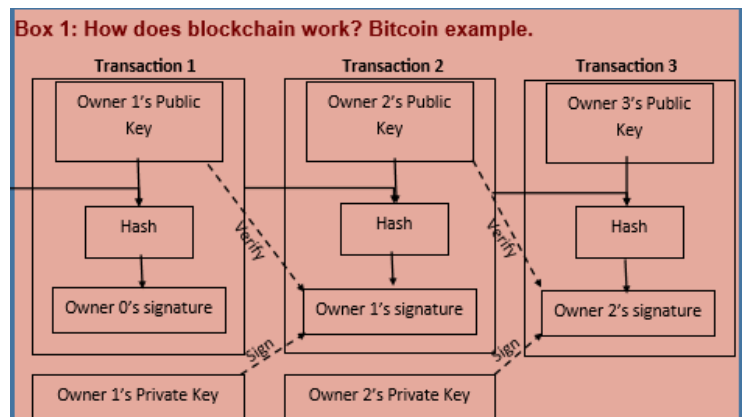 Box 1: How does blockchain work? Bitcoin example.
Transaction 1
Transaction 2
Transaction 3
Owner 1's Public
Key
Owner 2's Public
Key
Owner 3's Public
Key
Hash
Hash
Hash
Verify
Verify
Owner 0's signature
Owner 1's signature
Owner 2's signature
Sign
Sign
Owner 1's Private Key
Owner 2's Private Key